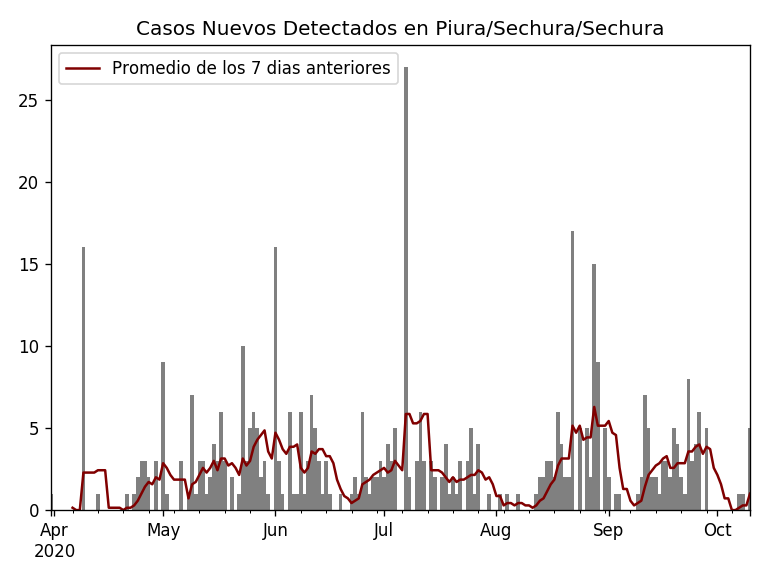 Casos Nuevos Detectados en Piura/Sechura/Sechura
Promedio de los 7 dias anteriores
25
20
15
10
5
0
Apr May Jun Jul Aug Sep Oct
2020